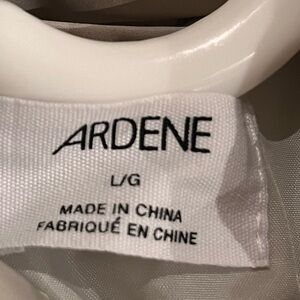 ARDENE
L/G
MADE IN CHINA
FABRIQUÉ EN CHINE